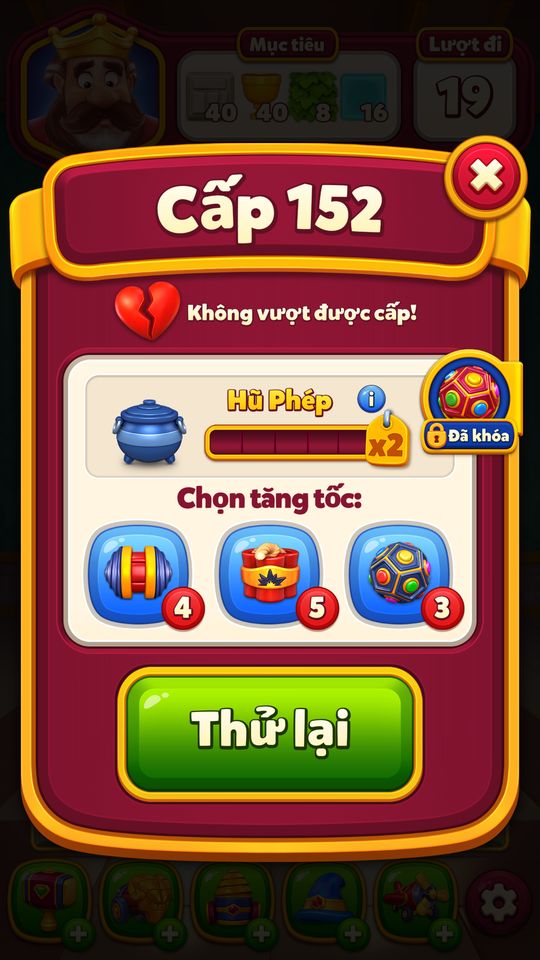 Mục tiêu
Lượt đi
40 40 8 16
19
Cấp 152
Không vượt được cấp!
Hũ Phép
i
x2
Đã khóa
Chọn tăng tốc:
4 5 3
Thử lại